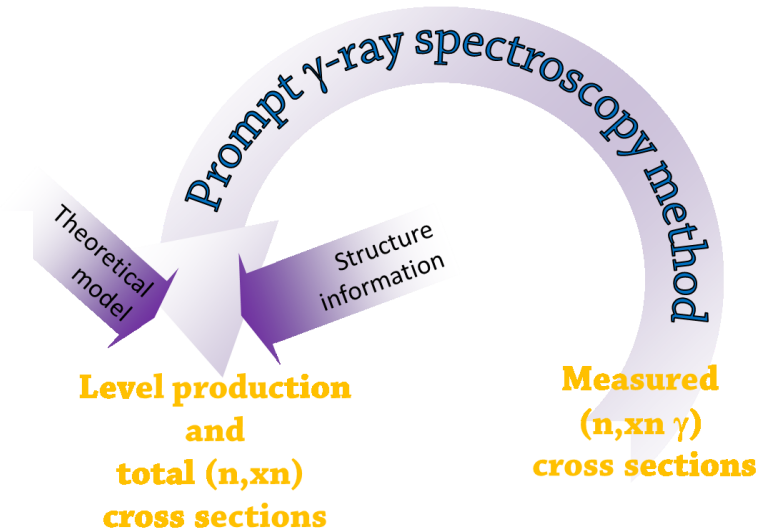 Prompt γ-ray spectroscopy method
Theoretical
model
Structure
information
Level production
and
total (n,xn)
cross sections
Measured
(n,xn γ)
cross sections